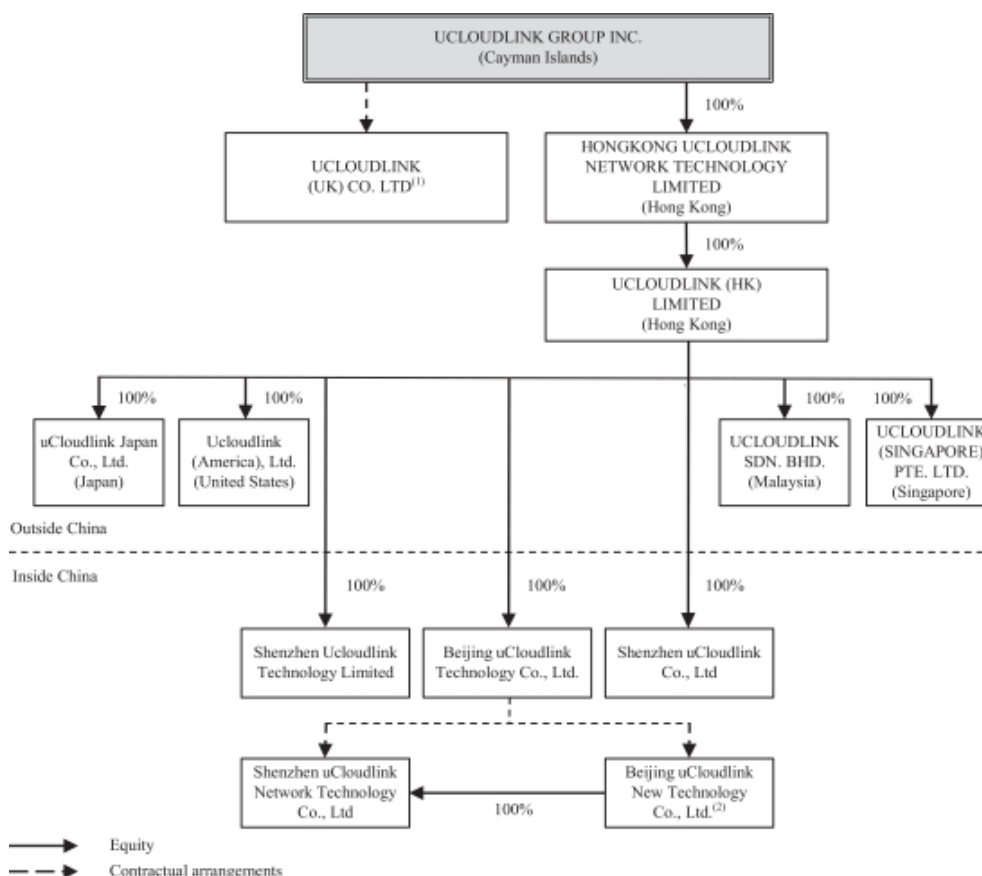 UCLOUDLINK GROUP INC.
(Cayman Islands)
100%
UCLOUDLINK
(UK) CO. LTD(1)
HONGKONG UCLOUDLINK
NETWORK TECHNOLOGY
LIMITED
(Hong Kong)
100%
UCLOUDLINK (HK)
LIMITED
(Hong Kong)
100%
100%
100%
100%
uCloudlink Japan
Co., Ltd.
(Japan)
Ucloudlink
(America), Ltd.
(United States)
UCLOUDLINK
SDN. BHD.
(Malaysia)
UCLOUDLINK
(SINGAPORE)
PTE. LTD.
(Singapore)
Outside China
Inside China
100%
100%
100%
Shenzhen Ucloudlink
Technology Limited
Beijing uCloudlink
Technology Co., Ltd.
Shenzhen uCloudlink
Co., Ltd
Shenzhen uCloudlink
Network Technology
Co., Ltd
100%
Beijing uCloudlink
New Technology
Co., Ltd.(2)
Equity
Contractual arrangements